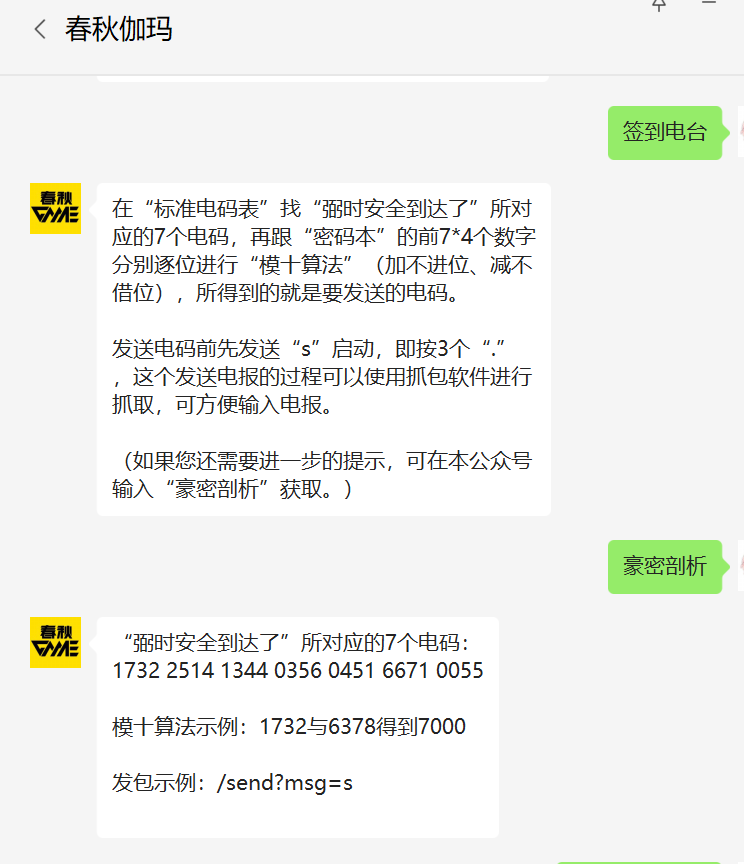 春秋伽玛
签到电台
春秋
GAME
在“标准电码表”找“弼时安全到达了”所对
应的7个电码，再跟“密码本”的前7*4个数字
分别逐位进行“模十算法”（加不进位、减不
借位），所得到的就是要发送的电码。
发送电码前先发送“s”启动，即按3个“.”
，这个发送电报的过程可以使用抓包软件进行
抓取，可方便输入电报。
（如果您还需要进一步的提示，可在本公众号
输入“豪密剖析”获取。）
豪密剖析
春秋
GAME
“弼时安全到达了”所对应的7个电码：
1732 2514 1344 0356 0451 6671 0055
模十算法示例：1732与6378得到7000
发包示例：/send?msg=s